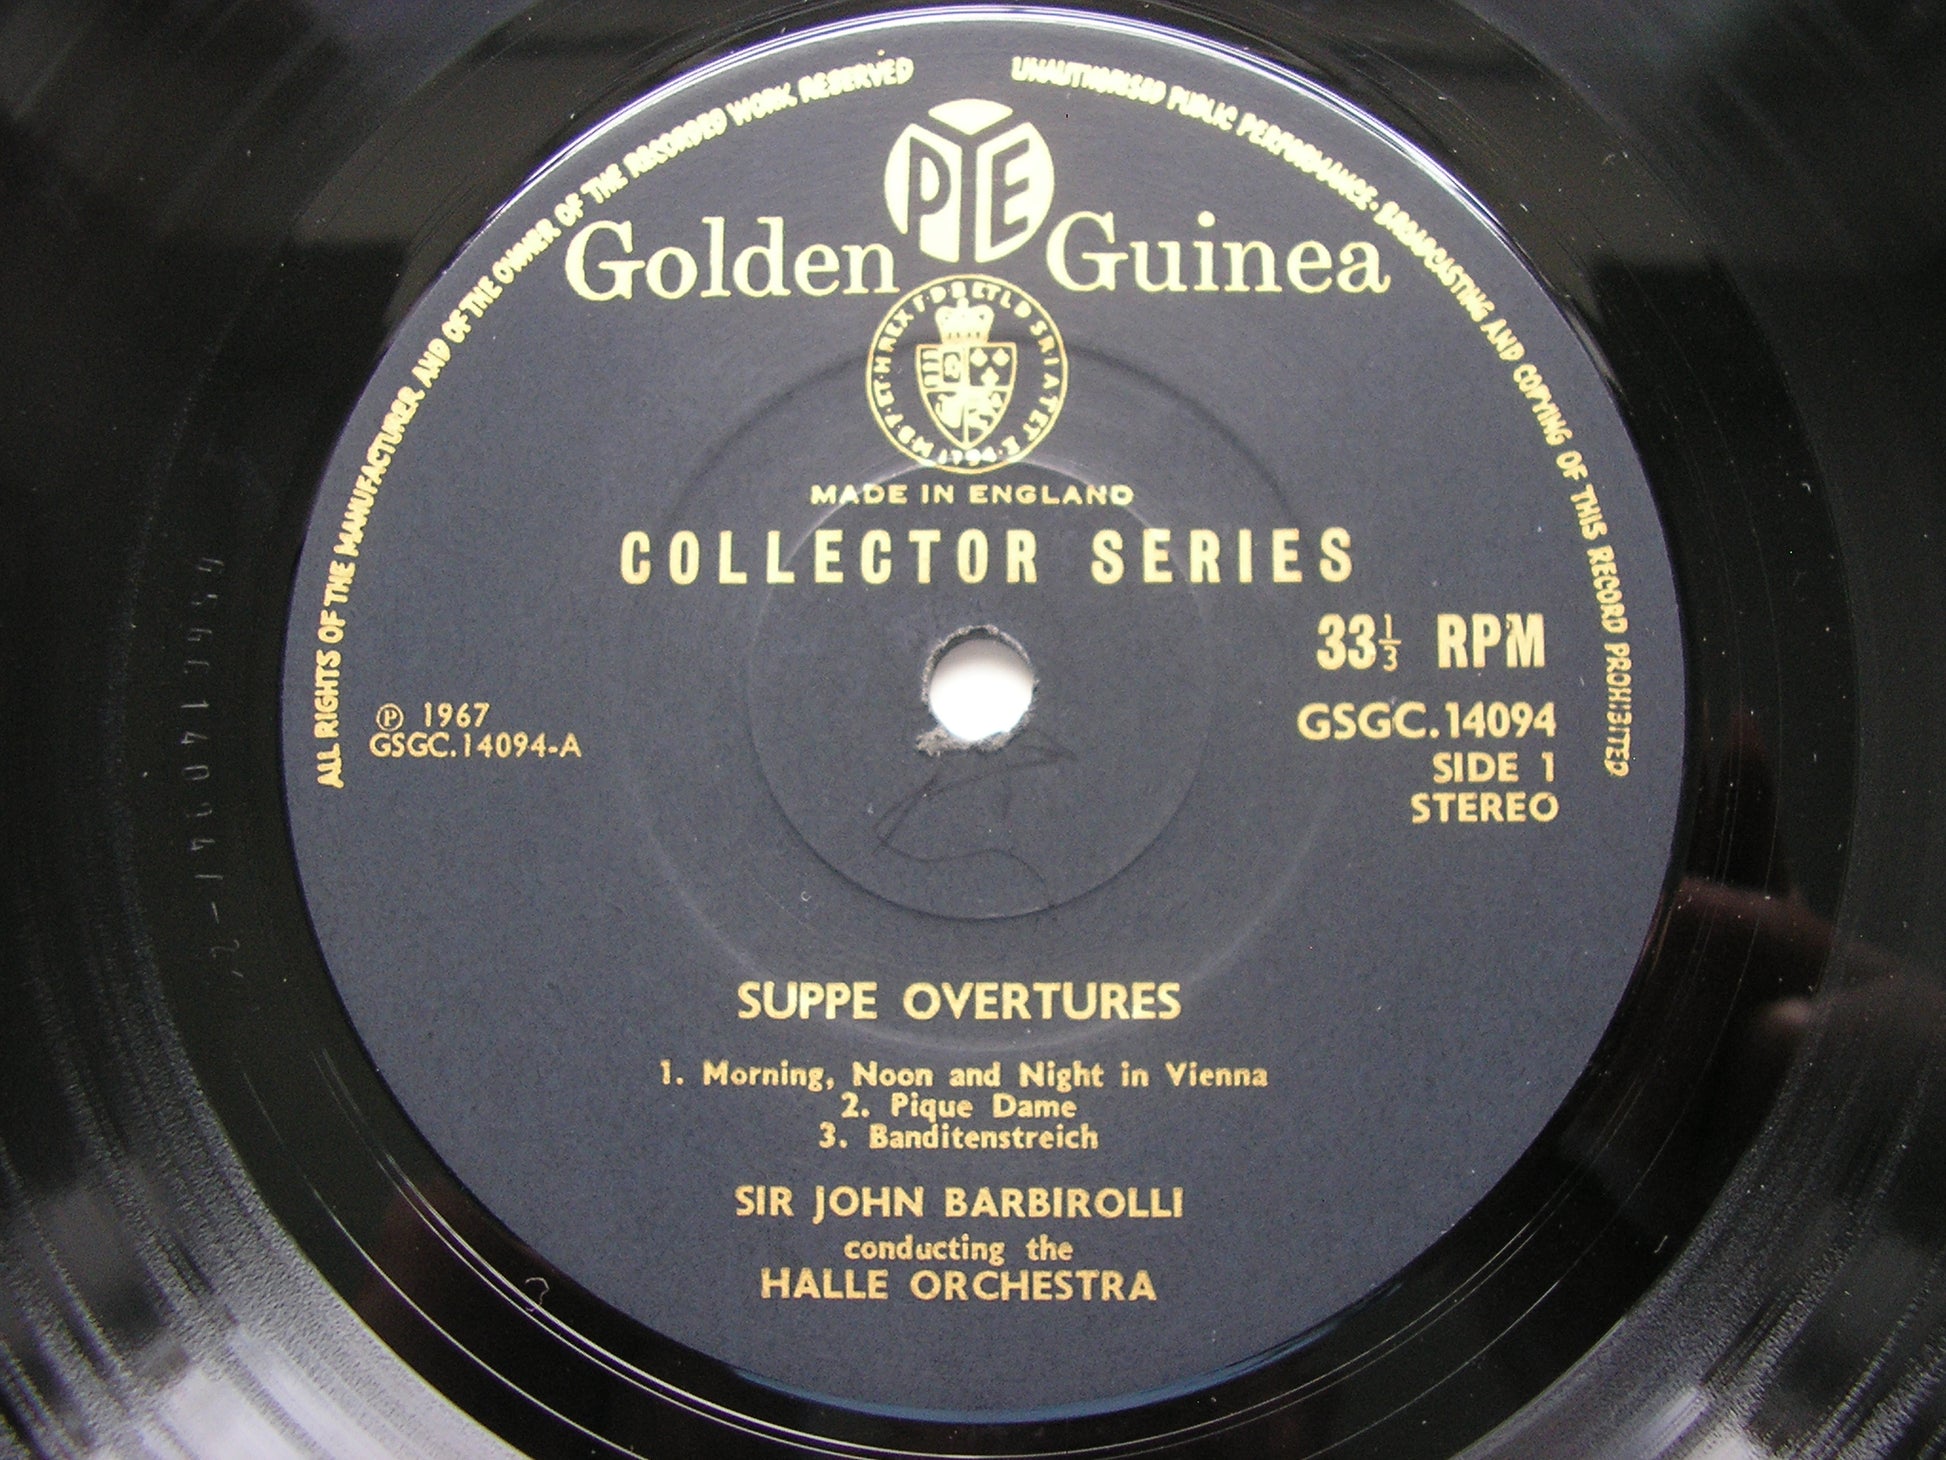 ALL RIGHTS OF THE MANUFACTURER AND OF THE OWNER OF THE RECORDED WORK RESERVED
UNAUTHORISED PUBLIC PERFORMANCE · BROADCASTING AND COPYING OF THIS RECORD PROHIBITED
PYE
Golden Guinea
MADE IN ENGLAND
COLLECTOR SERIES
33⅓ RPM
℗ 1967
GSGC.14094-A
GSGC.14094
SIDE 1
STEREO
SUPPE OVERTURES
1. Morning, Noon and Night in Vienna
2. Pique Dame
3. Banditenstreich
SIR JOHN BARBIROLLI
conducting the
HALLE ORCHESTRA